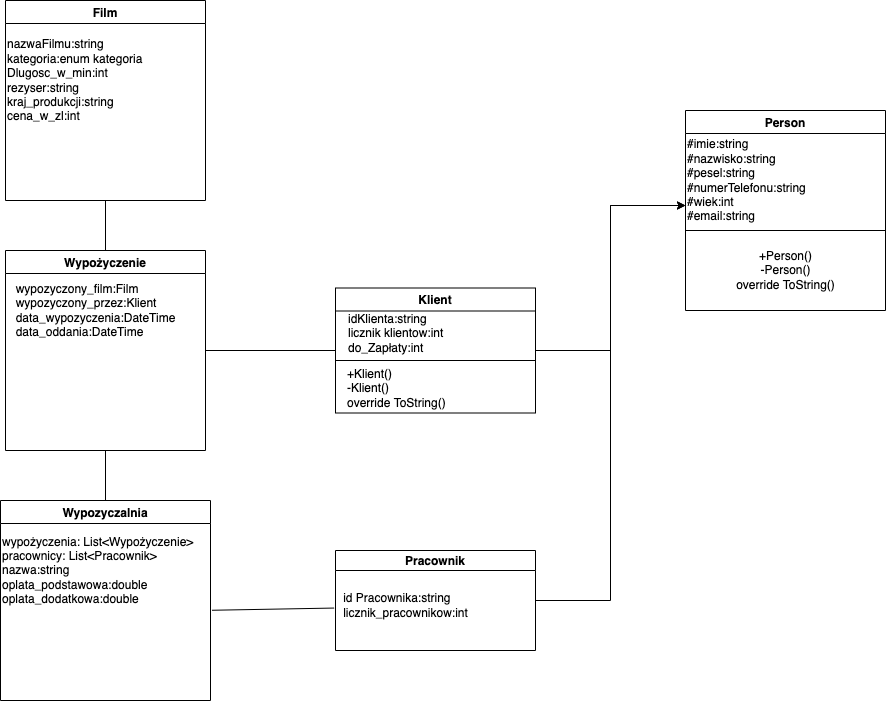 Film
nazwaFilmu:string
kategoria:enum kategoria
Dlugosc_w_min:int
rezyser:string
kraj_produkcji:string
cena_w_zl:int
Wypożyczenie
wypozyczony_film:Film
wypozyczony_przez:Klient
data_wypozyczenia:DateTime
data_oddania:DateTime
Wypozyczalnia
wypożyczenia: List<Wypożyczenie>
pracownicy: List<Pracownik>
nazwa:string
oplata_podstawowa:double
oplata_dodatkowa:double
Klient
idKlienta:string
licznik klientow:int
do_Zapłaty:int
+Klient()
-Klient()
override ToString()
Pracownik
id Pracownika:string
licznik_pracownikow:int
Person
#imie:string
#nazwisko:string
#pesel:string
#numerTelefonu:string
#wiek:int
#email:string
+Person()
-Person()
override ToString()